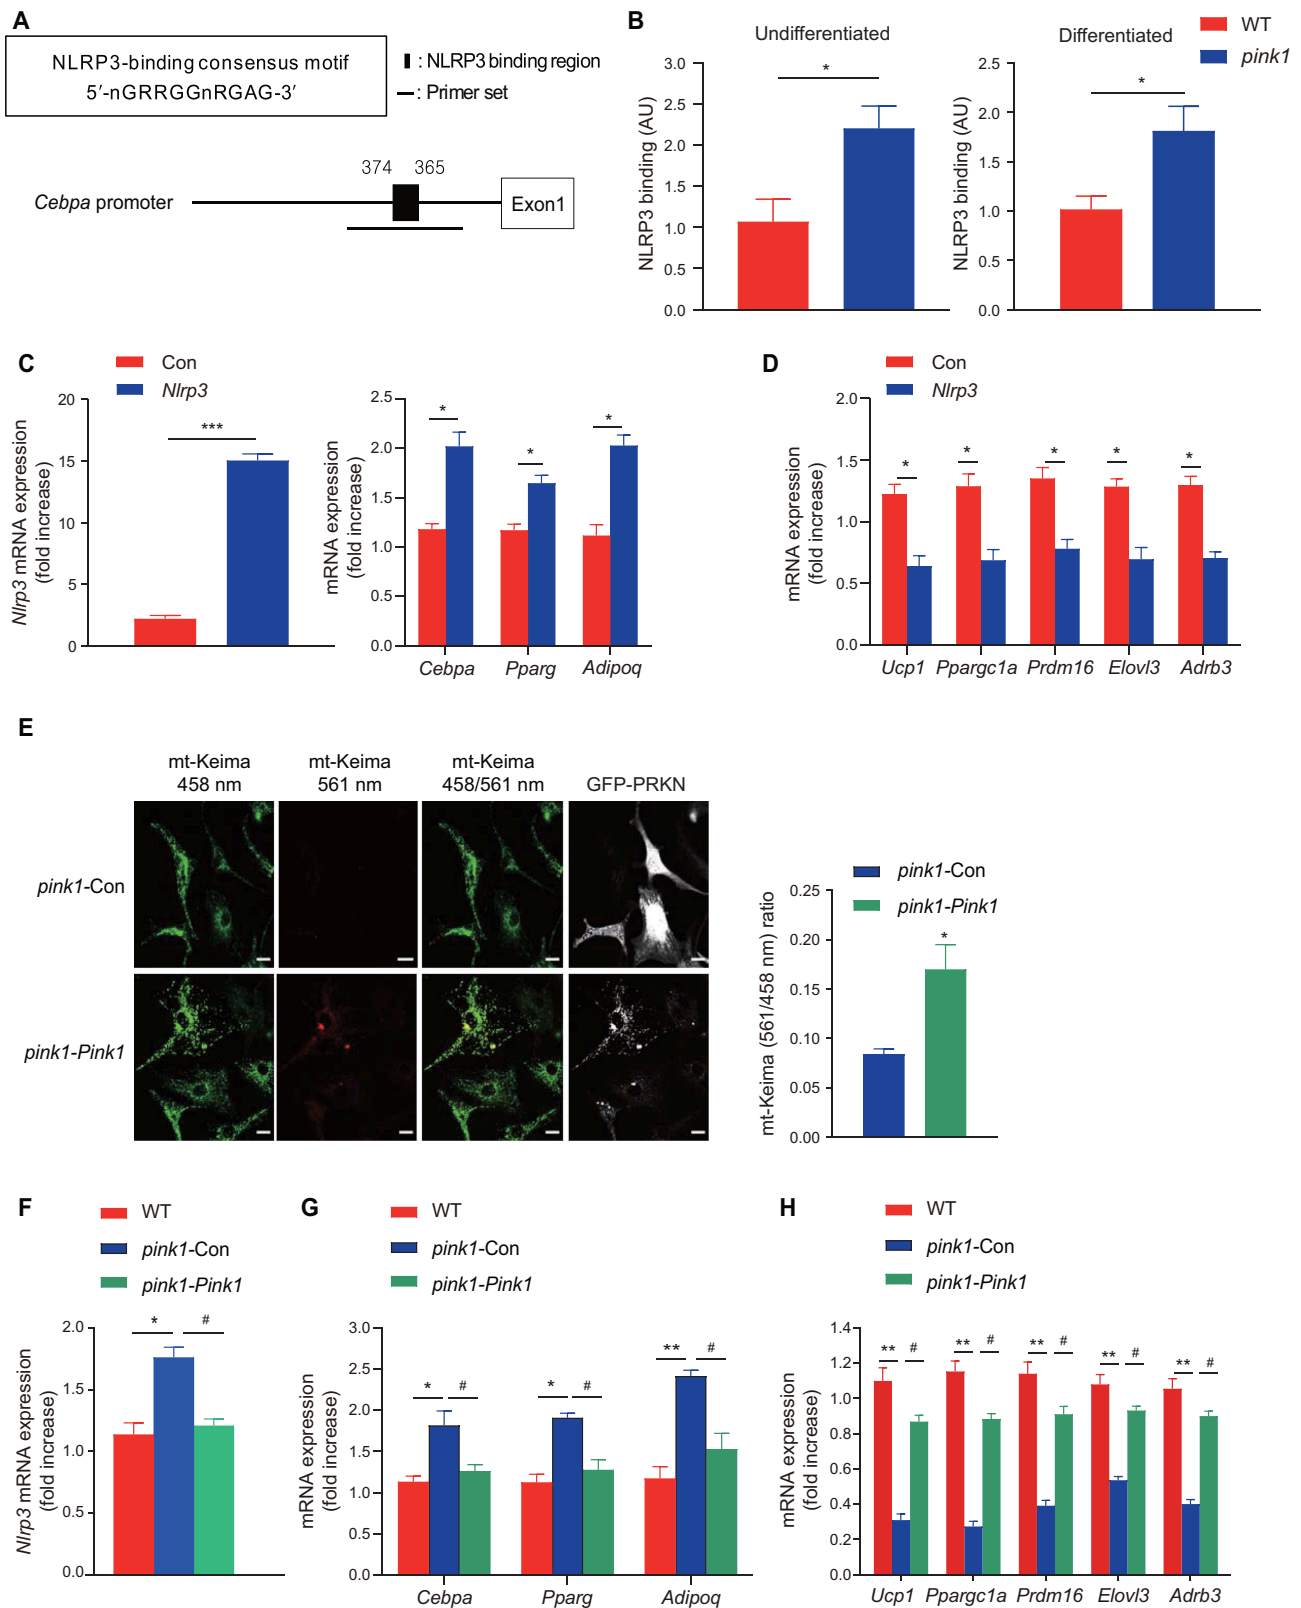 A
NLRP3-binding consensus motif
5′-nGRRGGnRGAG-3′
: NLRP3 binding region
: Primer set
374 365
Cebpa promoter
Exon1
B
WT
pink1
Undifferentiated
NLRP3 binding (AU)
3.0
2.5
2.0
1.5
1.0
0.5
0.0
*
Differentiated
NLRP3 binding (AU)
2.5
2.0
1.5
1.0
0.5
0.0
*
C
Con
Nlrp3
Nlrp3 mRNA expression
(fold increase)
20
15
10
5
0
***
mRNA expression
(fold increase)
2.5
2.0
1.5
1.0
0.5
0.0
* * *
Cebpa Pparg Adipoq
D
Con
Nlrp3
mRNA expression
(fold increase)
2.0
1.5
1.0
0.5
0.0
* * * * *
Ucp1 Ppargc1a Prdm16 Elovl3 Adrb3
E
mt-Keima
458 nm
mt-Keima
561 nm
mt-Keima
458/561 nm
GFP-PRKN
pink1-Con
pink1-Pink1
pink1-Con
pink1-Pink1
mt-Keima (561/458 nm) ratio
0.25
0.20
0.15
0.10
0.05
0.00
*
F
WT
pink1-Con
pink1-Pink1
Nlrp3 mRNA expression
(fold increase)
2.0
1.5
1.0
0.5
0.0
* #
G
WT
pink1-Con
pink1-Pink1
mRNA expression
(fold increase)
3.0
2.5
2.0
1.5
1.0
0.5
0.0
* # * # ** #
Cebpa Pparg Adipoq
H
WT
pink1-Con
pink1-Pink1
mRNA expression
(fold increase)
1.4
1.2
1.0
0.8
0.6
0.4
0.2
0.0
** # ** # ** # ** # ** #
Ucp1 Ppargc1a Prdm16 Elovl3 Adrb3